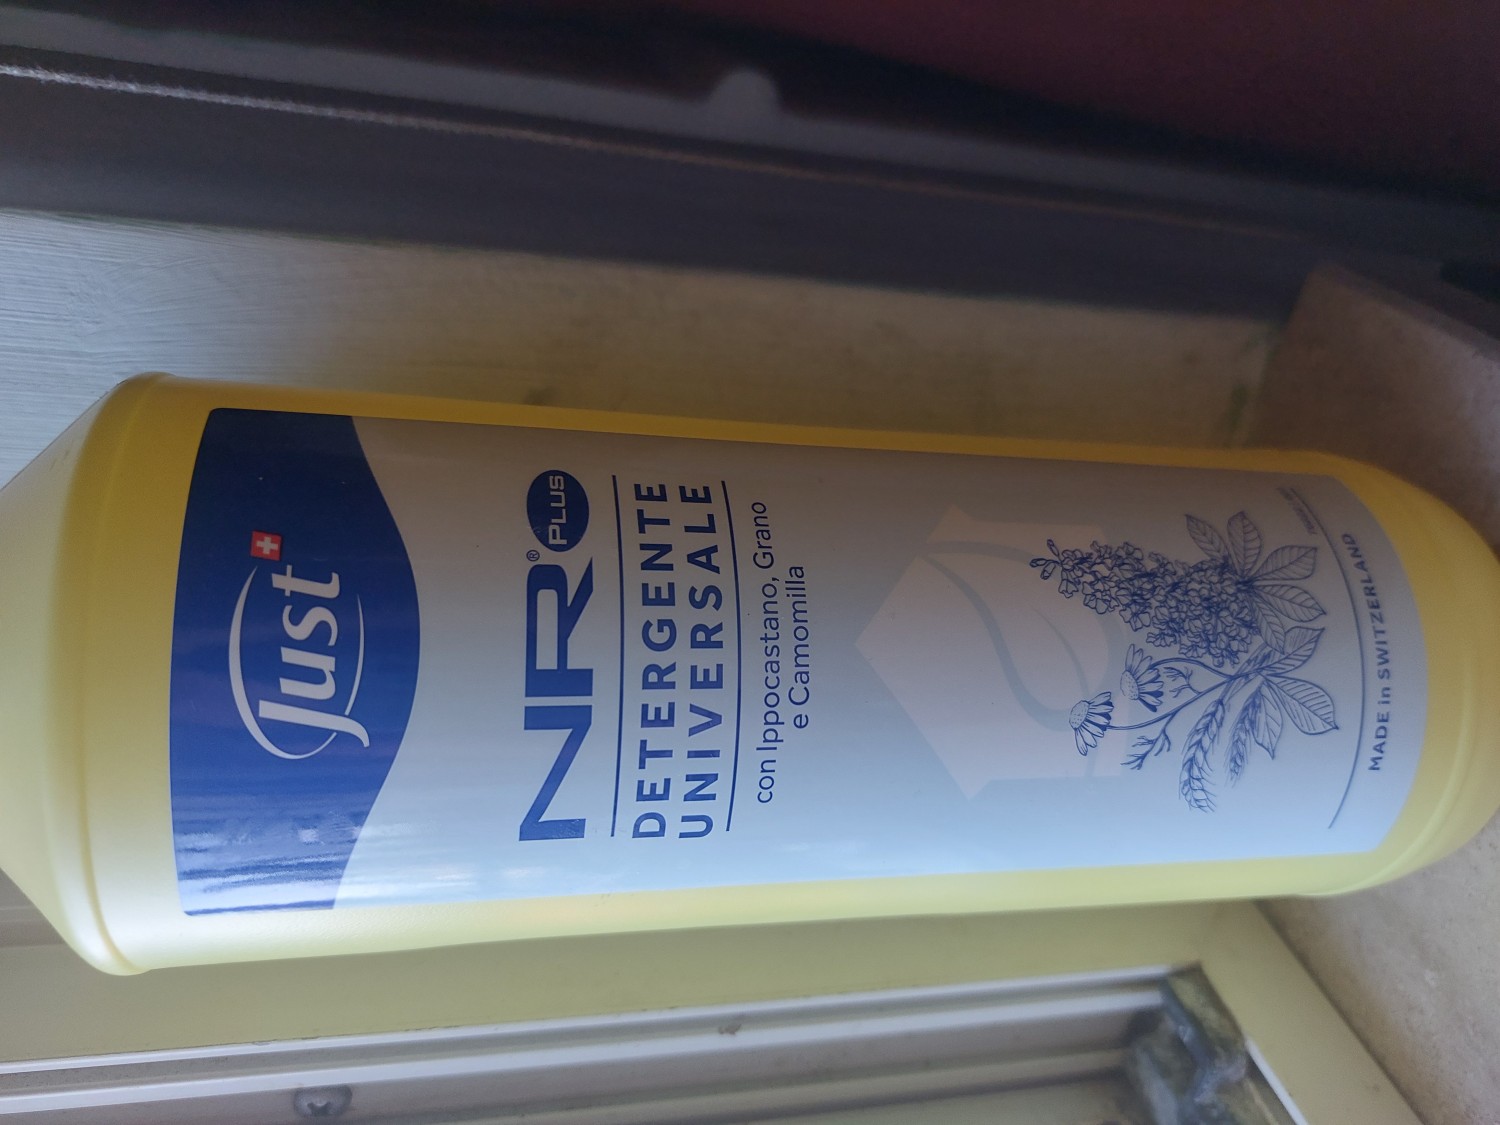 Just
NR® PLUS
DETERGENTE
UNIVERSALE
con Ippocastano, Grano
e Camomilla
MADE in SWITZERLAND